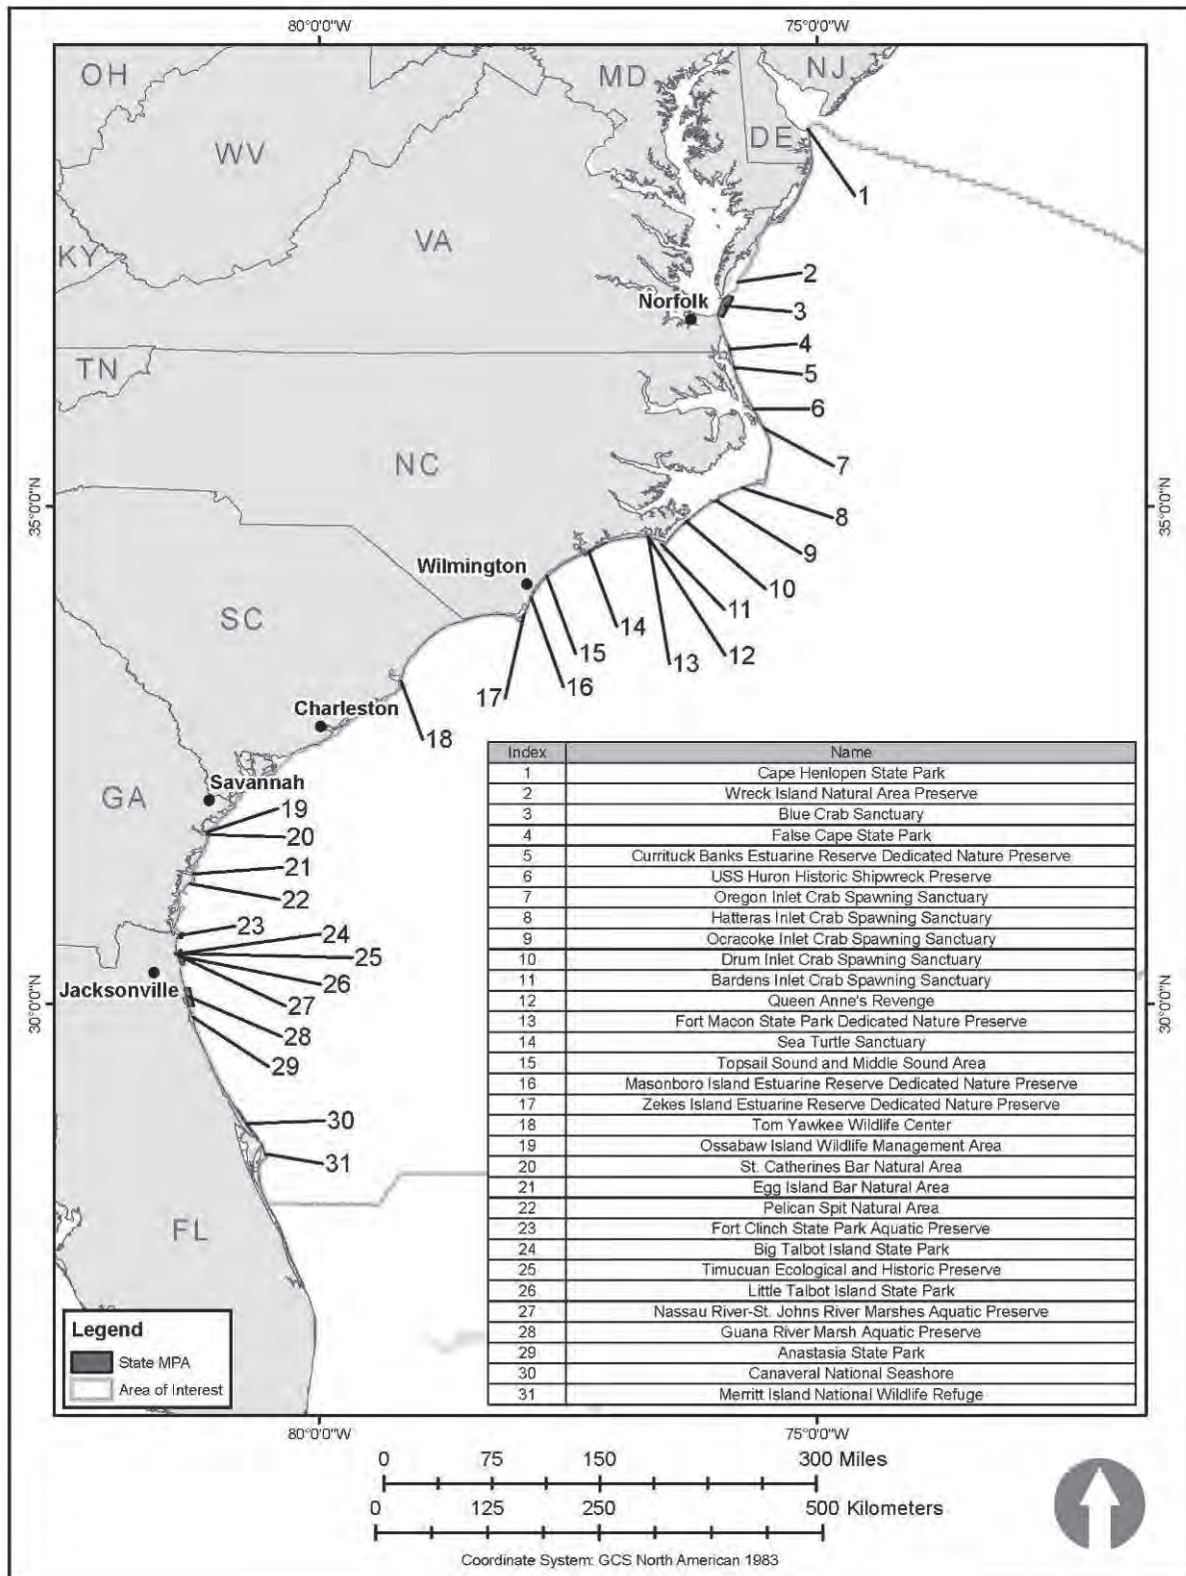 80°0'0"W 75°0'0"W
OH
MD
NJ
DE
WV
VA
KY
1
2
Norfolk
3
4
TN
5
6
7
NC
35°0'0"N
35°0'0"N
8
9
10
Wilmington
11
12
13
14
15
16
17
SC
Charleston
18
GA
Savannah
19
20
21
22
23
24
25
26
Jacksonville
27
28
29
30°0'0"N
30°0'0"N
30
31
FL
Index Name
1 Cape Henlopen State Park
2 Wreck Island Natural Area Preserve
3 Blue Crab Sanctuary
4 False Cape State Park
5 Currituck Banks Estuarine Reserve Dedicated Nature Preserve
6 USS Huron Historic Shipwreck Preserve
7 Oregon Inlet Crab Spawning Sanctuary
8 Hatteras Inlet Crab Spawning Sanctuary
9 Ocracoke Inlet Crab Spawning Sanctuary
10 Drum Inlet Crab Spawning Sanctuary
11 Bardens Inlet Crab Spawning Sanctuary
12 Queen Anne's Revenge
13 Fort Macon State Park Dedicated Nature Preserve
14 Sea Turtle Sanctuary
15 Topsail Sound and Middle Sound Area
16 Masonboro Island Estuarine Reserve Dedicated Nature Preserve
17 Zekes Island Estuarine Reserve Dedicated Nature Preserve
18 Tom Yawkee Wildlife Center
19 Ossabaw Island Wildlife Management Area
20 St. Catherines Bar Natural Area
21 Egg Island Bar Natural Area
22 Pelican Spit Natural Area
23 Fort Clinch State Park Aquatic Preserve
24 Big Talbot Island State Park
25 Timucuan Ecological and Historic Preserve
26 Little Talbot Island State Park
27 Nassau River-St. Johns River Marshes Aquatic Preserve
28 Guana River Marsh Aquatic Preserve
29 Anastasia State Park
30 Canaveral National Seashore
31 Merritt Island National Wildlife Refuge
Legend
State MPA
Area of Interest
80°0'0"W 75°0'0"W
0 75 150 300 Miles
0 125 250 500 Kilometers
Coordinate System: GCS North American 1983